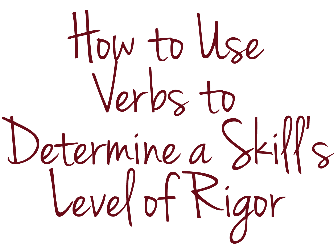 How to Use
Verbs to
Determine a Skill's
Level of Rigor